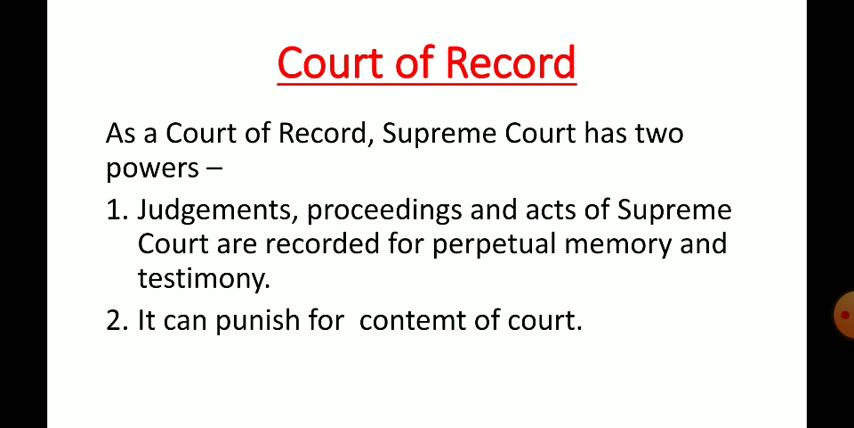 Court of Record
As a Court of Record, Supreme Court has two
powers –
1. Judgements, proceedings and acts of Supreme
Court are recorded for perpetual memory and
testimony.
2. It can punish for  contemt of court.